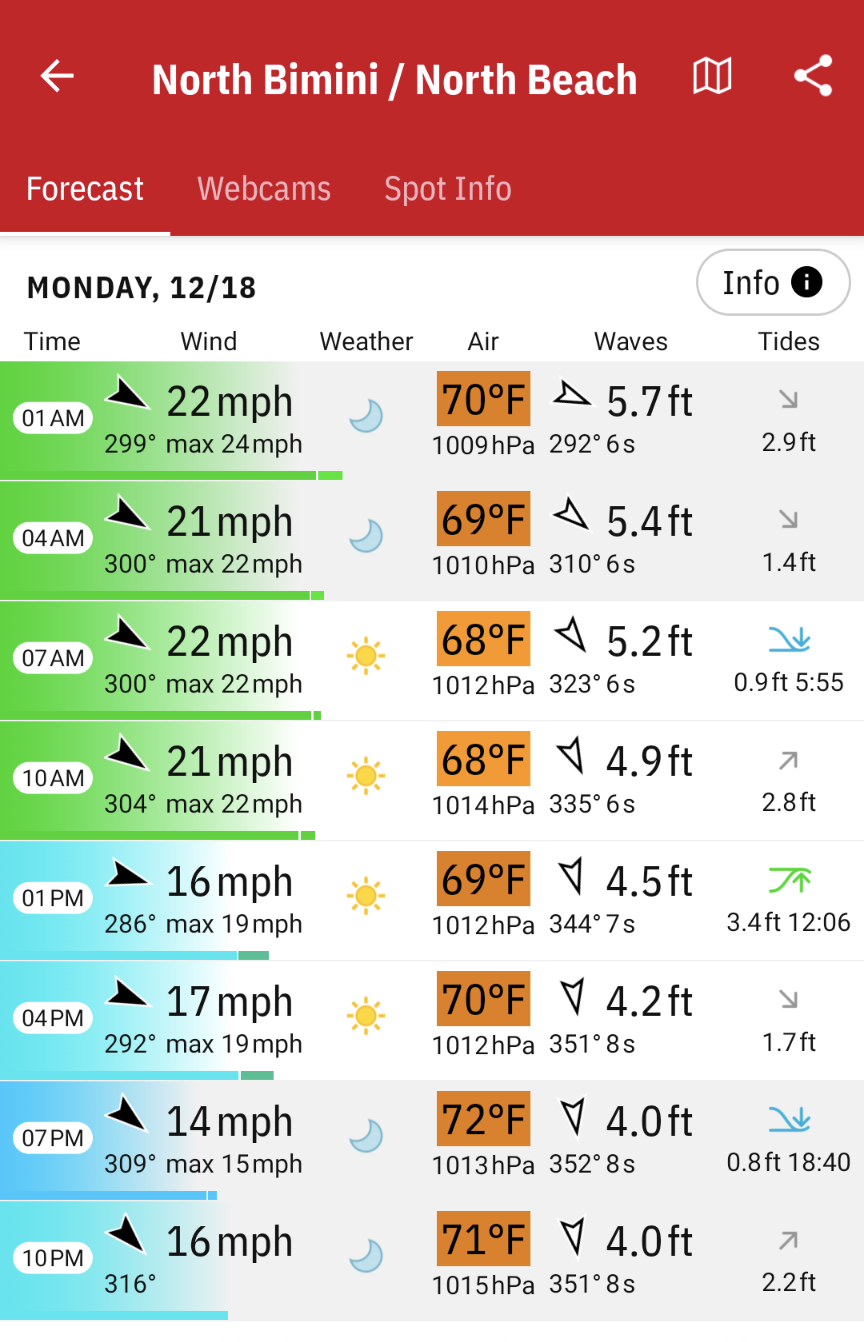 North Bimini / North Beach
Forecast Webcams Spot Info
MONDAY, 12/18 Info i
Time Wind Weather Air Waves Tides
01 AM 22 mph 70°F 5.7 ft
299° max 24 mph 1009 hPa 292° 6 s 2.9 ft
04 AM 21 mph 69°F 5.4 ft
300° max 22 mph 1010 hPa 310° 6 s 1.4 ft
07 AM 22 mph 68°F 5.2 ft
300° max 22 mph 1012 hPa 323° 6 s 0.9 ft 5:55
10 AM 21 mph 68°F 4.9 ft
304° max 22 mph 1014 hPa 335° 6 s 2.8 ft
01 PM 16 mph 69°F 4.5 ft
286° max 19 mph 1012 hPa 344° 7 s 3.4 ft 12:06
04 PM 17 mph 70°F 4.2 ft
292° max 19 mph 1012 hPa 351° 8 s 1.7 ft
07 PM 14 mph 72°F 4.0 ft
309° max 15 mph 1013 hPa 352° 8 s 0.8 ft 18:40
10 PM 16 mph 71°F 4.0 ft
316° 1015 hPa 351° 8 s 2.2 ft